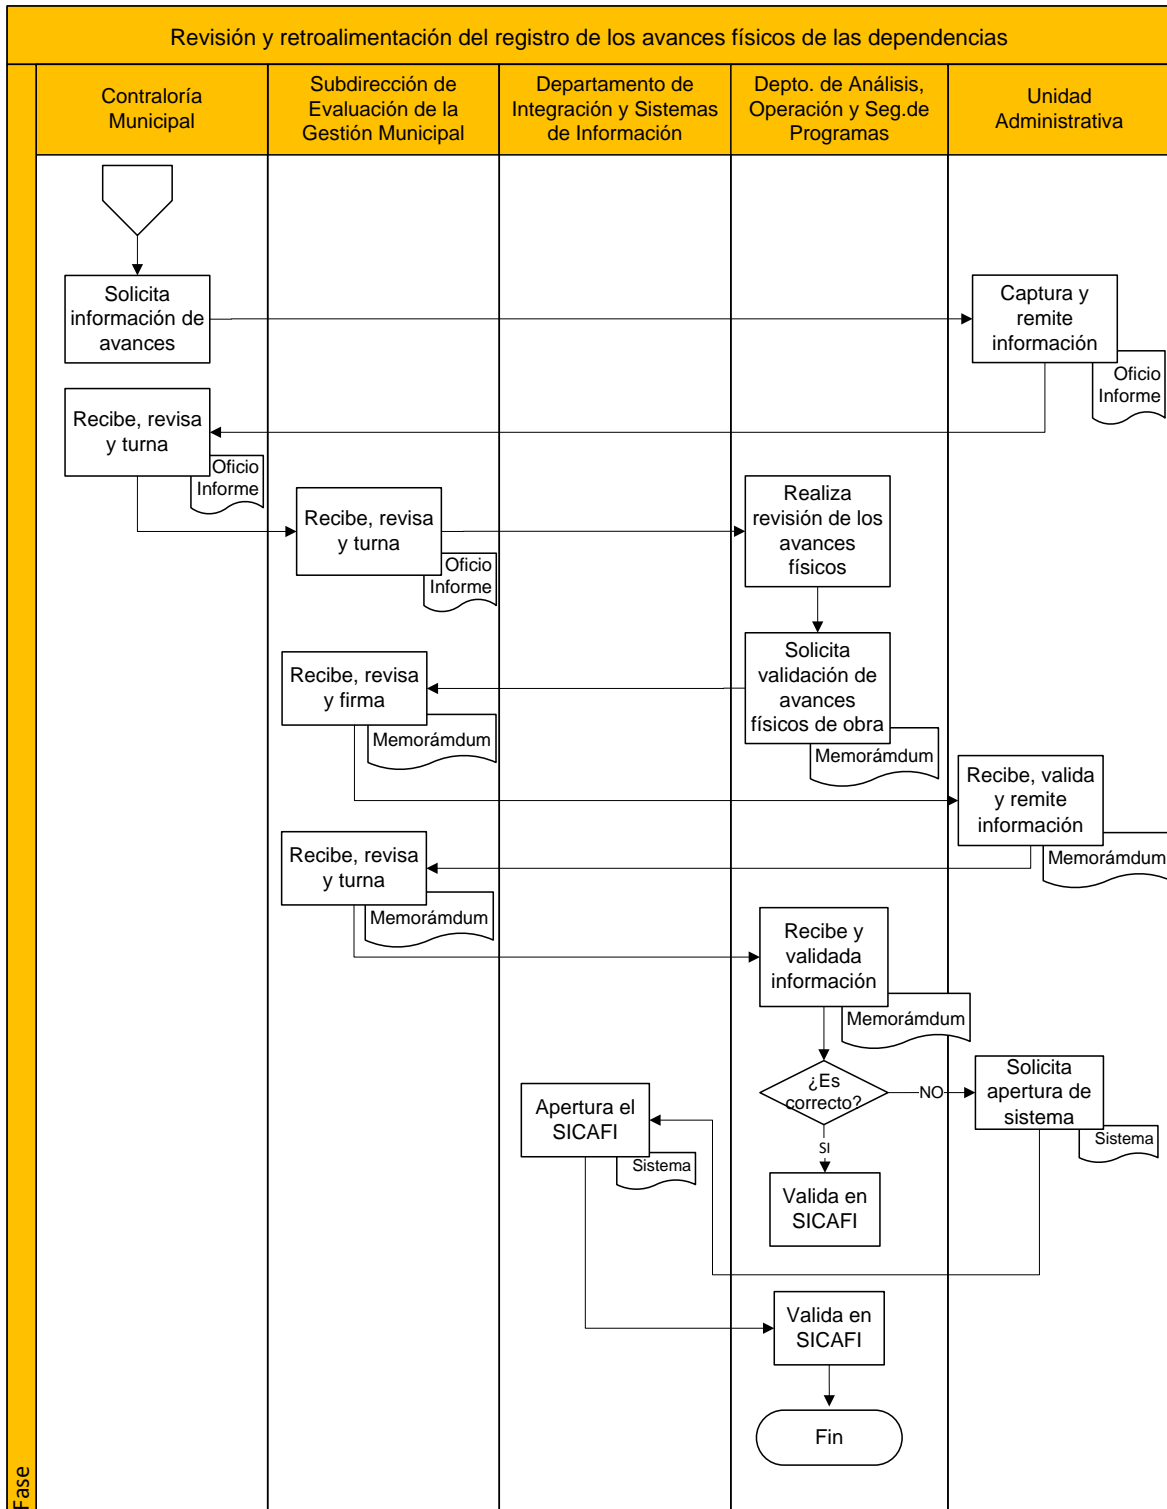 Revisión y retroalimentación del registro de los avances físicos de las dependencias
Contraloría
Municipal
Subdirección de
Evaluación de la
Gestión Municipal
Departamento de
Integración y Sistemas
de Información
Depto. de Análisis,
Operación y Seg.de
Programas
Unidad
Administrativa
Solicita
información de
avances
Captura y
remite
información
Oficio
Informe
Recibe, revisa
y turna
Oficio
Informe
Recibe, revisa
y turna
Oficio
Informe
Realiza
revisión de los
avances
físicos
Solicita
validación de
avances
físicos de obra
Memorámdum
Recibe, revisa
y firma
Memorámdum
Recibe, valida
y remite
información
Memorámdum
Recibe, revisa
y turna
Memorámdum
Recibe y
validada
información
Memorámdum
¿Es
correcto?
NO
SI
Solicita
apertura de
sistema
Sistema
Apertura el
SICAFI
Sistema
Valida en
SICAFI
Valida en
SICAFI
Fin
Fase